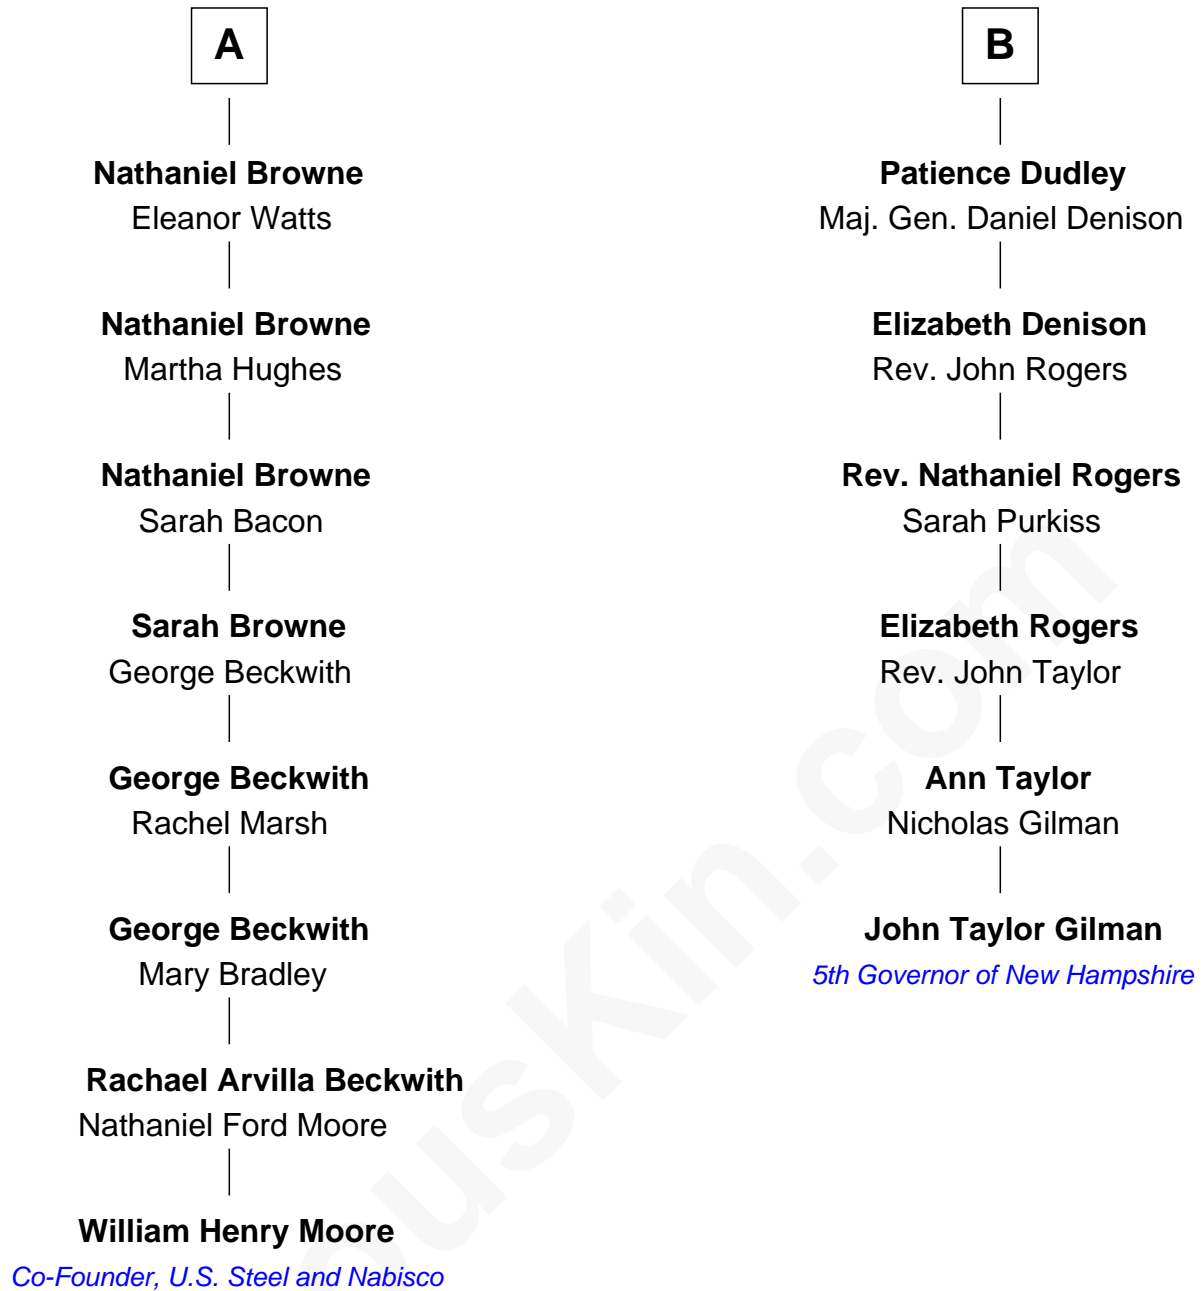 A
Nathaniel Browne
Eleanor Watts
Nathaniel Browne
Martha Hughes
Nathaniel Browne
Sarah Bacon
Sarah Browne
George Beckwith
George Beckwith
Rachel Marsh
George Beckwith
Mary Bradley
Rachael Arvilla Beckwith
Nathaniel Ford Moore
William Henry Moore
Co-Founder, U.S. Steel and Nabisco
B
Patience Dudley
Maj. Gen. Daniel Denison
Elizabeth Denison
Rev. John Rogers
Rev. Nathaniel Rogers
Sarah Purkiss
Elizabeth Rogers
Rev. John Taylor
Ann Taylor
Nicholas Gilman
John Taylor Gilman
5th Governor of New Hampshire
ousKin.com